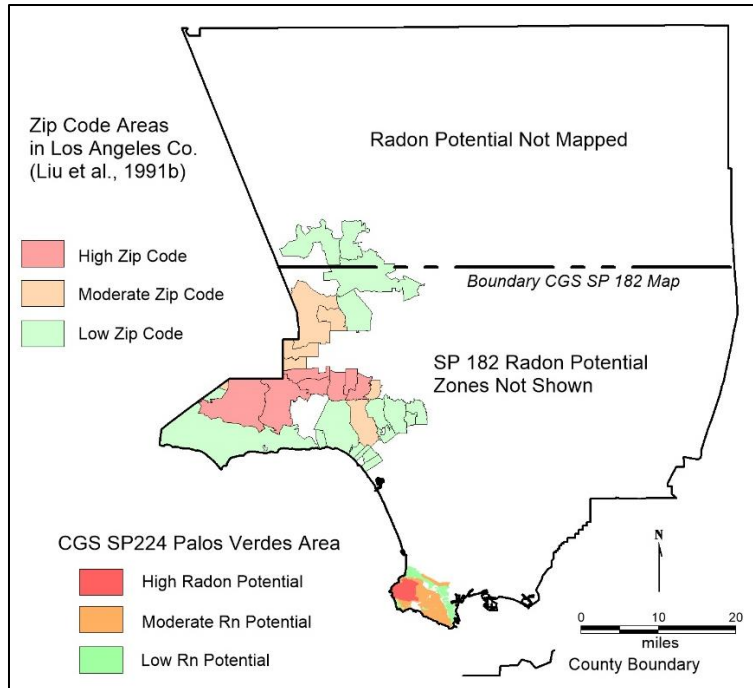 Zip Code Areas
in Los Angeles Co.
(Liu et al., 1991b)
Radon Potential Not Mapped
High Zip Code
Moderate Zip Code
Low Zip Code
Boundary CGS SP 182 Map
SP 182 Radon Potential
Zones Not Shown
CGS SP224 Palos Verdes Area
High Radon Potential
Moderate Rn Potential
Low Rn Potential
N
0 10 20
miles
County Boundary